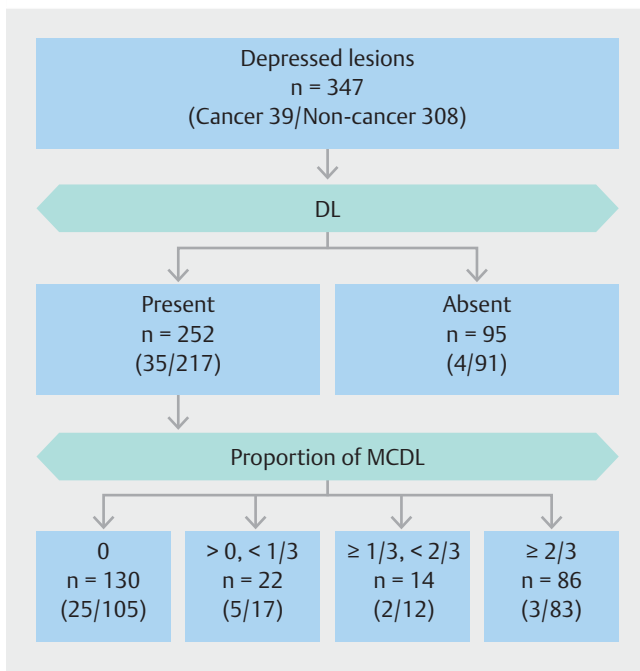 Depressed lesions
n = 347
(Cancer 39/Non-cancer 308)
DL
Present
n = 252
(35/217)
Absent
n = 95
(4/91)
Proportion of MCDL
0
n = 130
(25/105)
> 0, < 1/3
n = 22
(5/17)
≥ 1/3, < 2/3
n = 14
(2/12)
≥ 2/3
n = 86
(3/83)